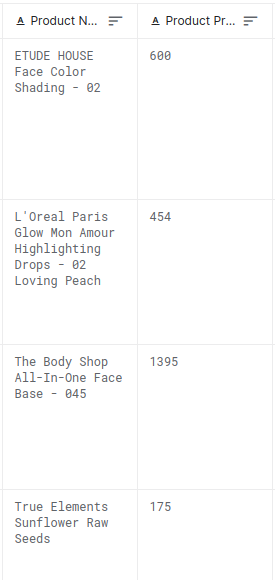 A Product N... A Product Pr...
ETUDE HOUSE 600
Face Color
Shading - 02
L'Oreal Paris 454
Glow Mon Amour
Highlighting
Drops - 02
Loving Peach
The Body Shop 1395
All-In-One Face
Base - 045
True Elements 175
Sunflower Raw
Seeds